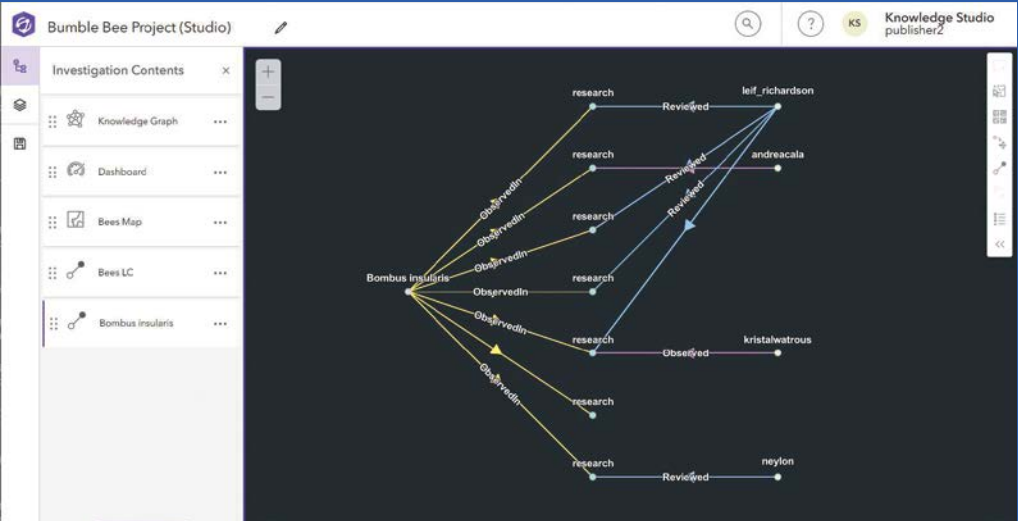 Bumble Bee Project (Studio)
KS
Knowledge Studio
publisher2
Investigation Contents
Knowledge Graph
Dashboard
Bees Map
Bees LC
Bombus insularis
research
Reviewed
leif_richardson
research
andreacala
Reviewed
ObservedIn
research
Reviewed
ObservedIn
ObservedIn
Bombus insularis
research
ObservedIn
ObservedIn
research
Observed
kristalwatrous
ObservedIn
research
research
Reviewed
neylon